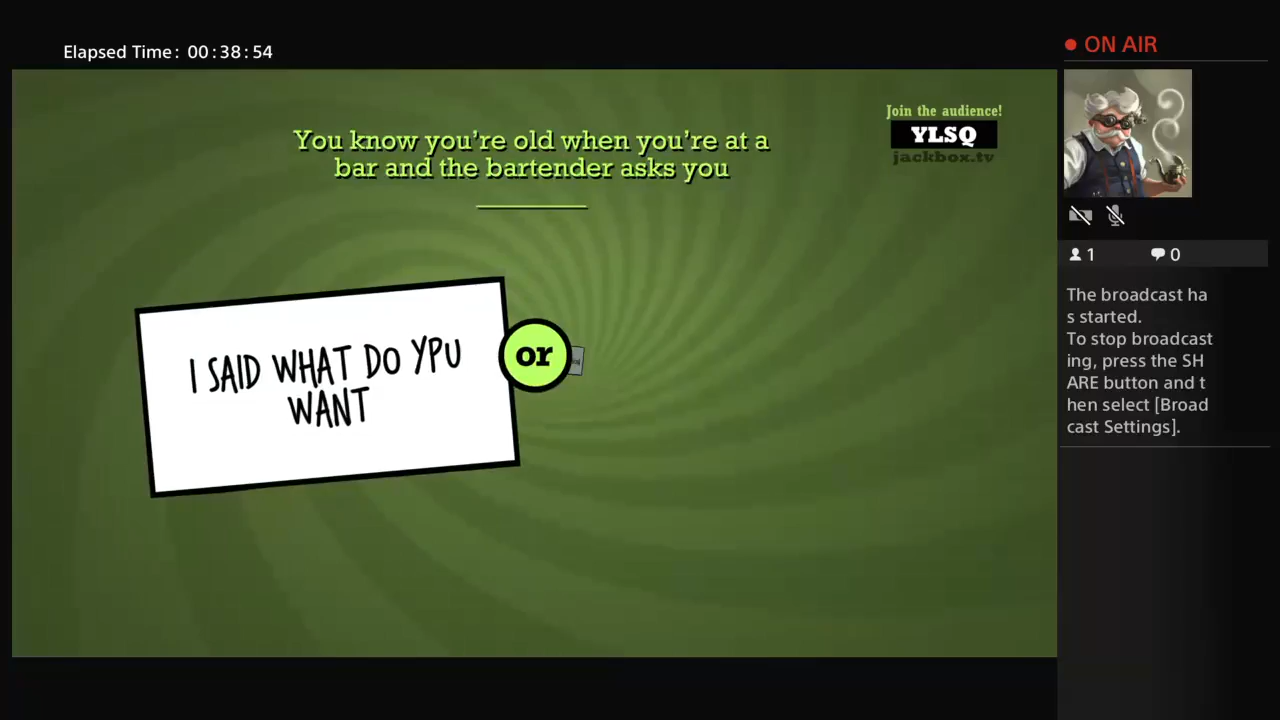 Elapsed Time: 00:38:54
ON AIR
You know you're old when you're at a
bar and the bartender asks you
Join the audience!
YLSQ
jackbox.tv
I SAID WHAT DO YPU
WANT
or
1
0
The broadcast ha
s started.
To stop broadcast
ing, press the SH
ARE button and t
hen select [Broad
cast Settings].